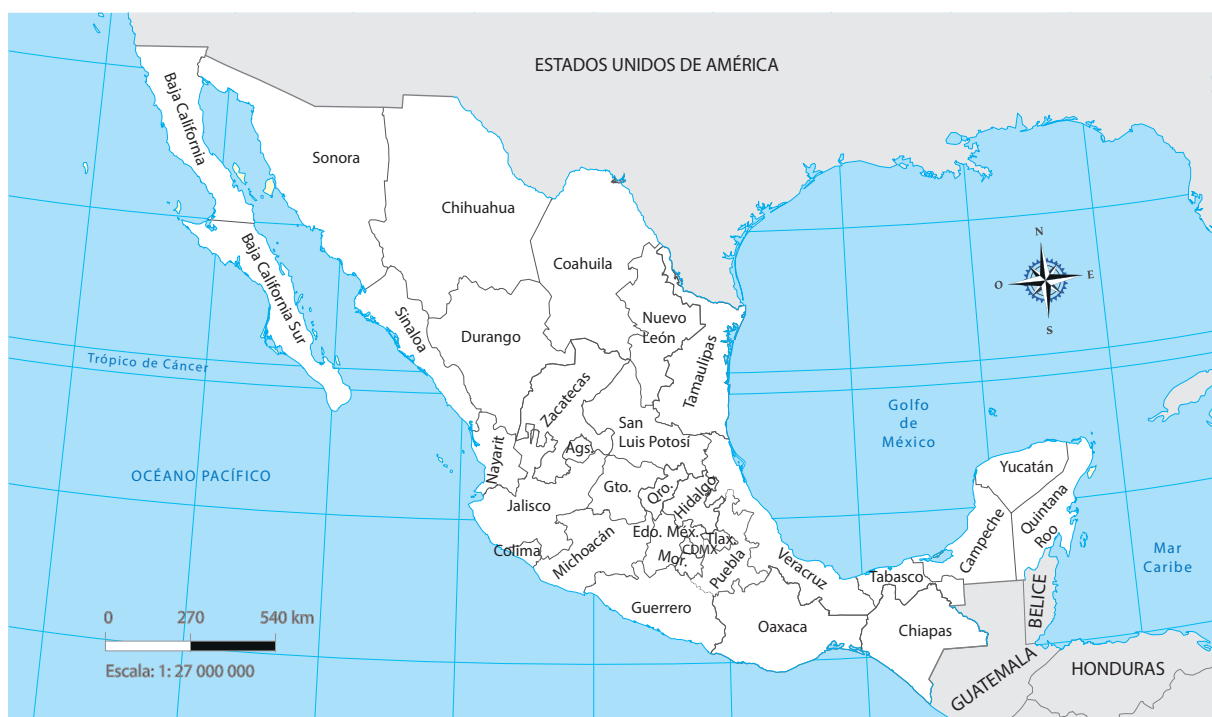 ESTADOS UNIDOS DE AMÉRICA
Baja California
Sonora
Chihuahua
Coahuila
Baja California Sur
Sinaloa
Durango
Nuevo
León
Tamaulipas
N
O
E
S
Trópico de Cáncer
Zacatecas
San
Luis Potosí
Ags.
Nayarit
Golfo
de
México
OCÉANO PACÍFICO
Jalisco
Gto.
Qro.
Hidalgo
Colima
Michoacán
Edo. Méx.
CDMX
Tlax.
Mor.
Puebla
Veracruz
Guerrero
Oaxaca
Tabasco
Chiapas
Campeche
Yucatán
Quintana
Roo
Mar
Caribe
BELICE
GUATEMALA
HONDURAS
0 270 540 km
Escala: 1: 27 000 000